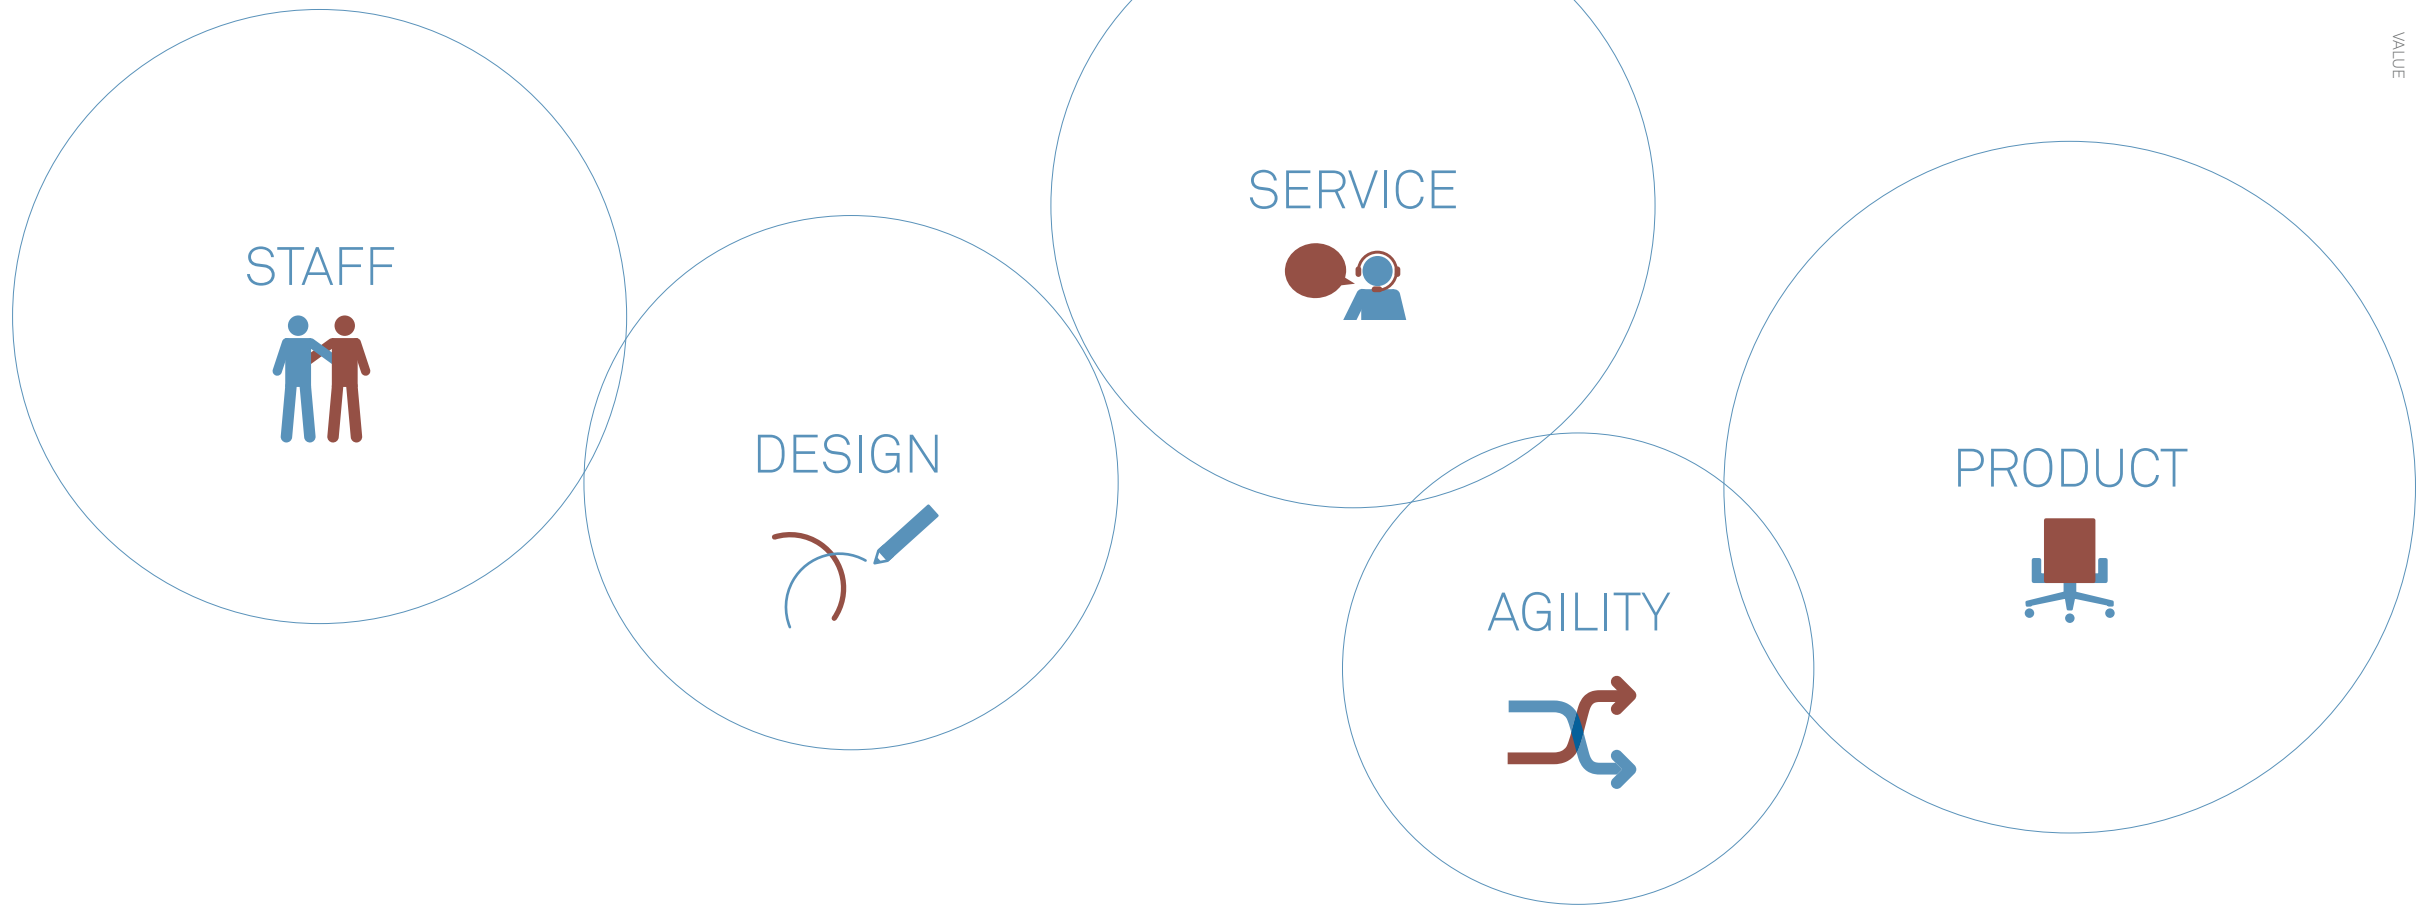 STAFF
DESIGN
SERVICE
AGILITY
PRODUCT
VALUE